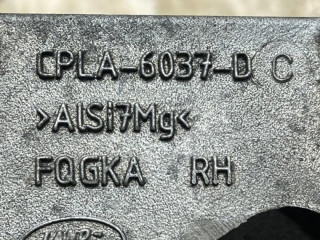 CPLA-6037-D C
>AlSi7Mg<
FQGKA RH